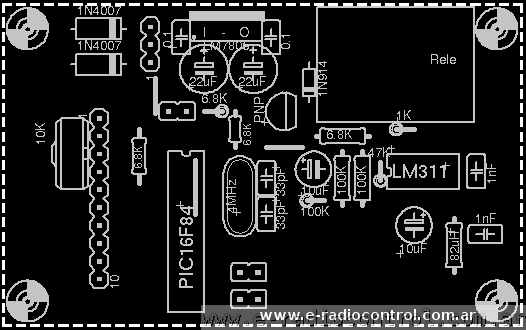 1N4007
0.1
I - O
LM7805
0.1
Rele
1N4007
22uF
22uF
1N914
6.8K
PNP
1K
10K
1
6.8K
6.8K
6.8K
47K
LM311
1nF
10uF
100K
100K
100K
4MHz
33pF
33pF
PIC16F84
10uF
82uH
1nF
10
www.e-radiocontrol.com.ar